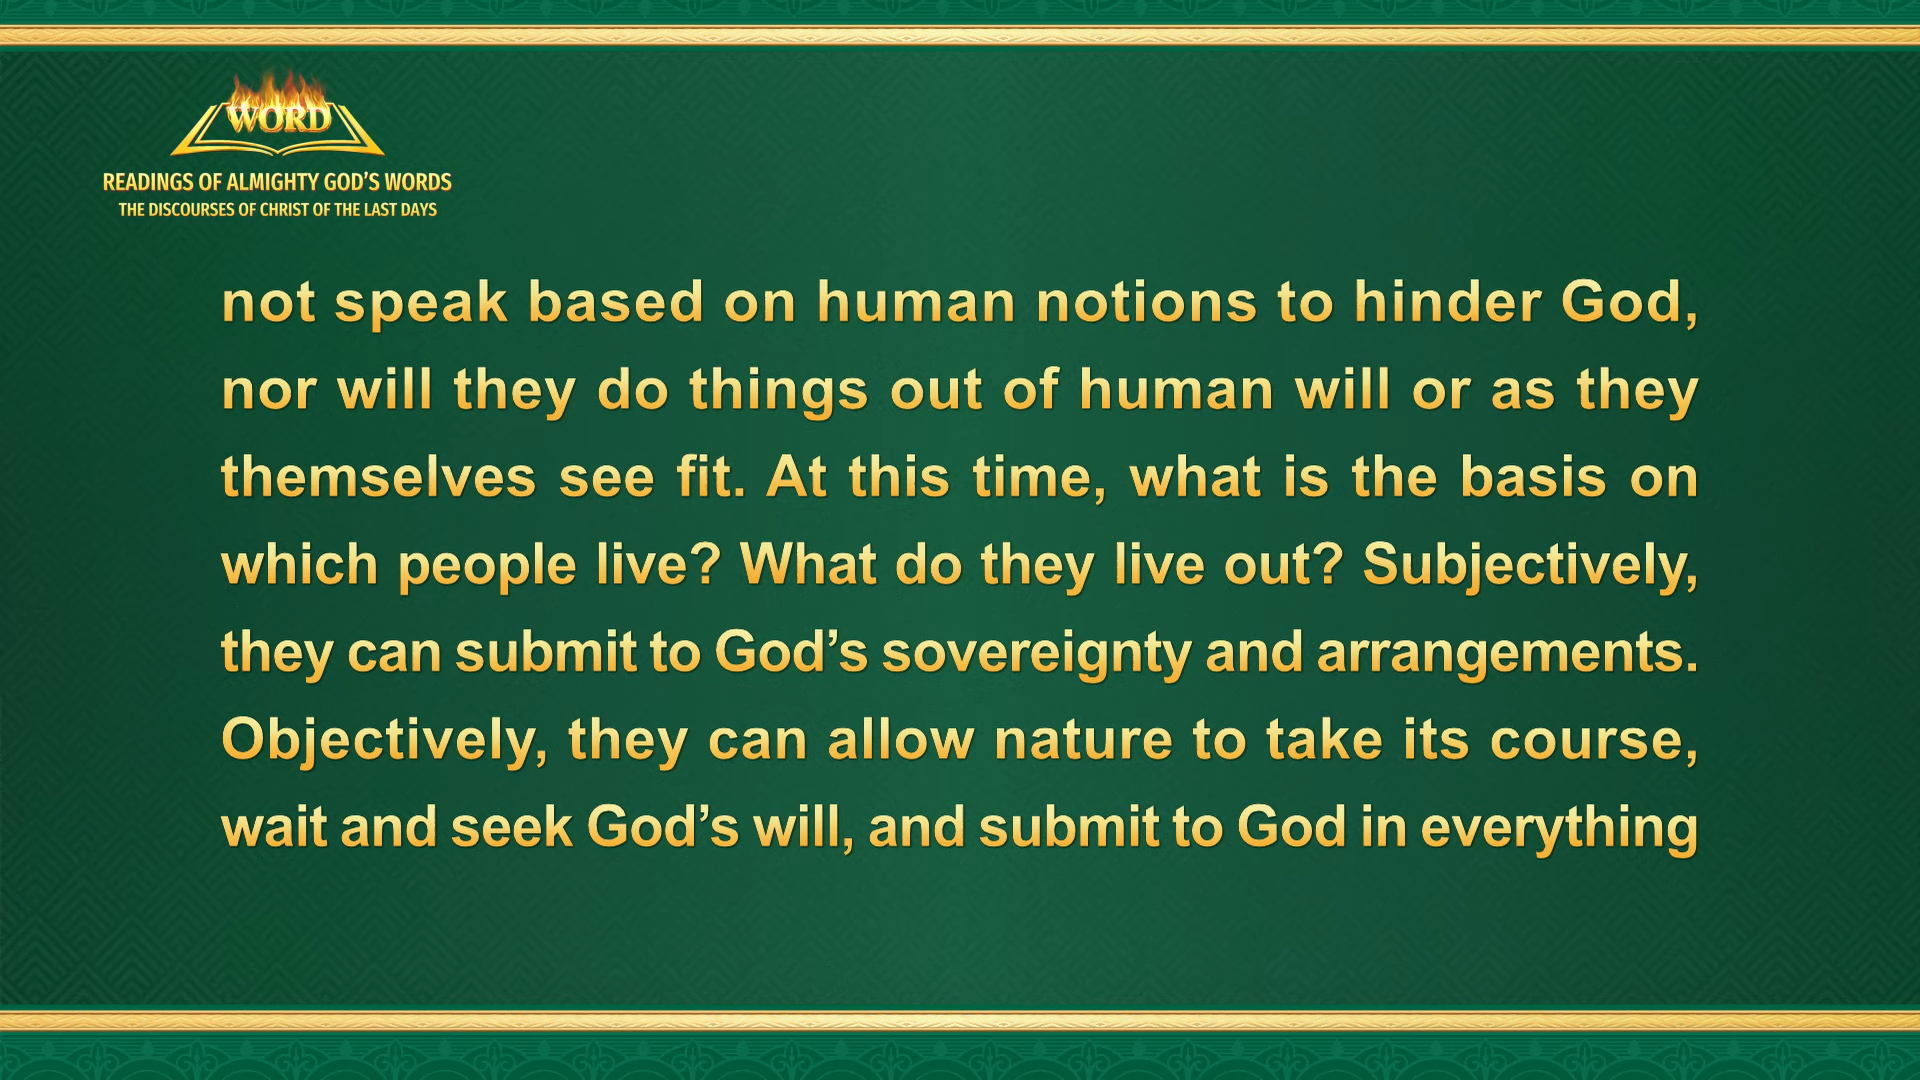 WORD
READINGS OF ALMIGHTY GOD’S WORDS
THE DISCOURSES OF CHRIST OF THE LAST DAYS
not speak based on human notions to hinder God,
nor will they do things out of human will or as they
themselves see fit. At this time, what is the basis on
which people live? What do they live out? Subjectively,
they can submit to God’s sovereignty and arrangements.
Objectively, they can allow nature to take its course,
wait and seek God’s will, and submit to God in everything